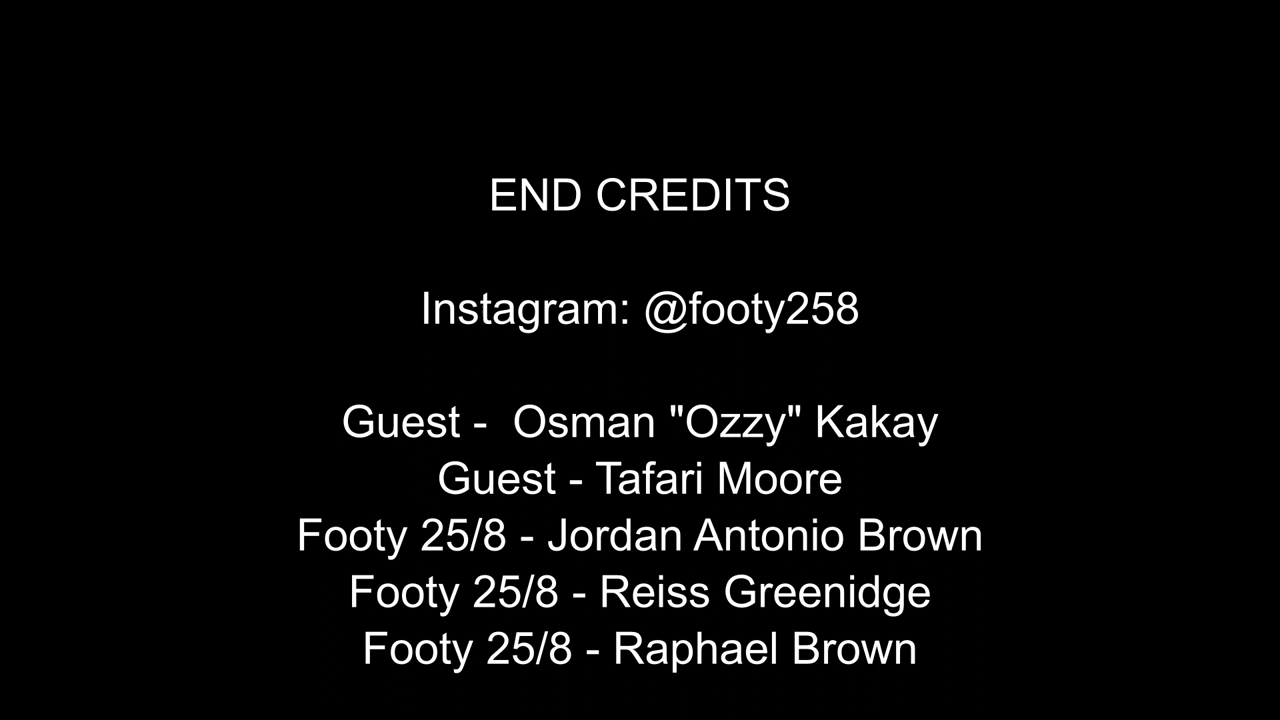 END CREDITS
Instagram: @footy258
Guest -  Osman "Ozzy" Kakay
Guest - Tafari Moore
Footy 25/8 - Jordan Antonio Brown
Footy 25/8 - Reiss Greenidge
Footy 25/8 - Raphael Brown